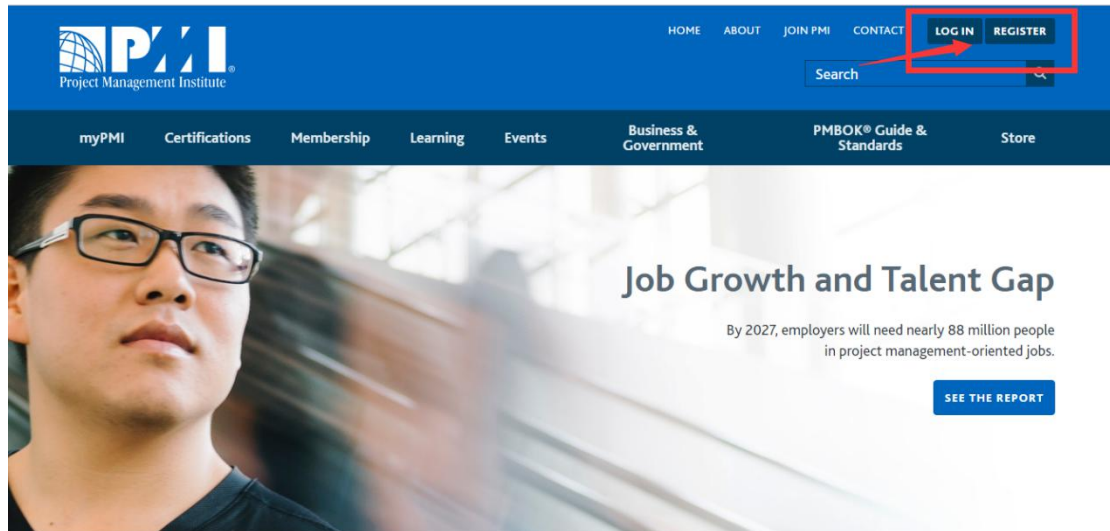 HOME ABOUT JOIN PMI CONTACT LOG IN REGISTER
PMI®
Project Management Institute
Search
myPMI Certifications Membership Learning Events Business & Government PMBOK® Guide & Standards Store
Job Growth and Talent Gap
By 2027, employers will need nearly 88 million people
in project management-oriented jobs.
SEE THE REPORT